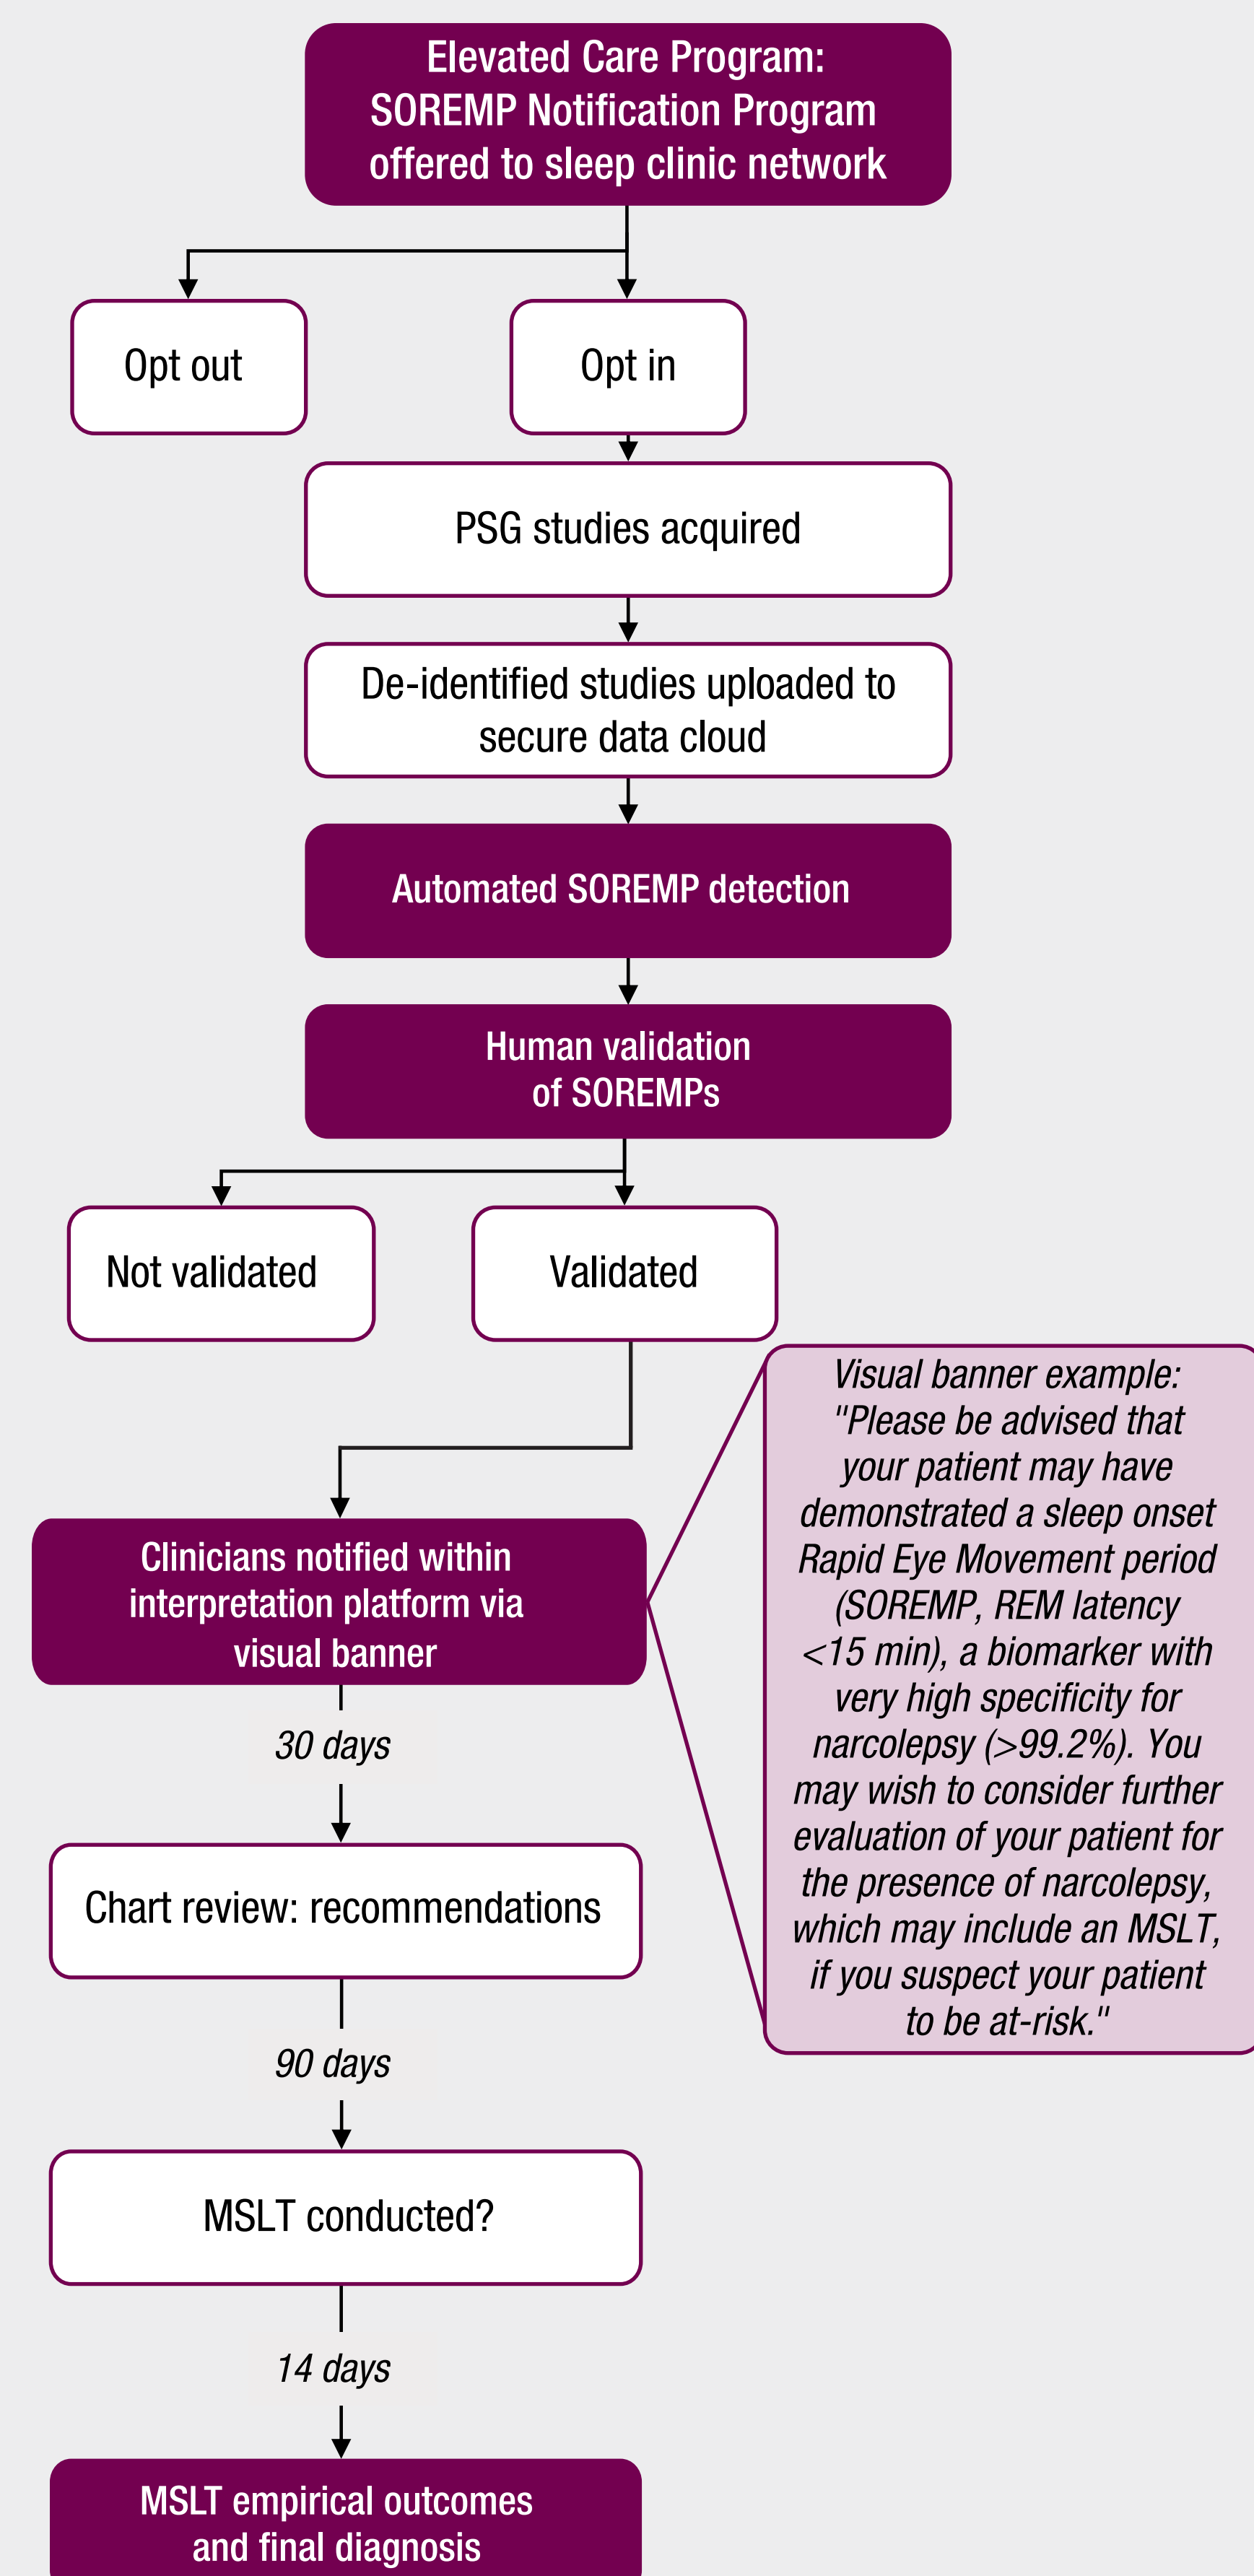 Elevated Care Program:
SOREMP Notification Program
offered to sleep clinic network
Opt out
Opt in
PSG studies acquired
De-identified studies uploaded to
secure data cloud
Automated SOREMP detection
Human validation
of SOREMPs
Not validated
Validated
Visual banner example:
"Please be advised that
your patient may have
demonstrated a sleep onset
Rapid Eye Movement period
(SOREMP, REM latency
<15 min), a biomarker with
very high specificity for
narcolepsy (>99.2%). You
may wish to consider further
evaluation of your patient for
the presence of narcolepsy,
which may include an MSLT,
if you suspect your patient
to be at-risk."
Clinicians notified within
interpretation platform via
visual banner
30 days
Chart review: recommendations
90 days
MSLT conducted?
14 days
MSLT empirical outcomes
and final diagnosis